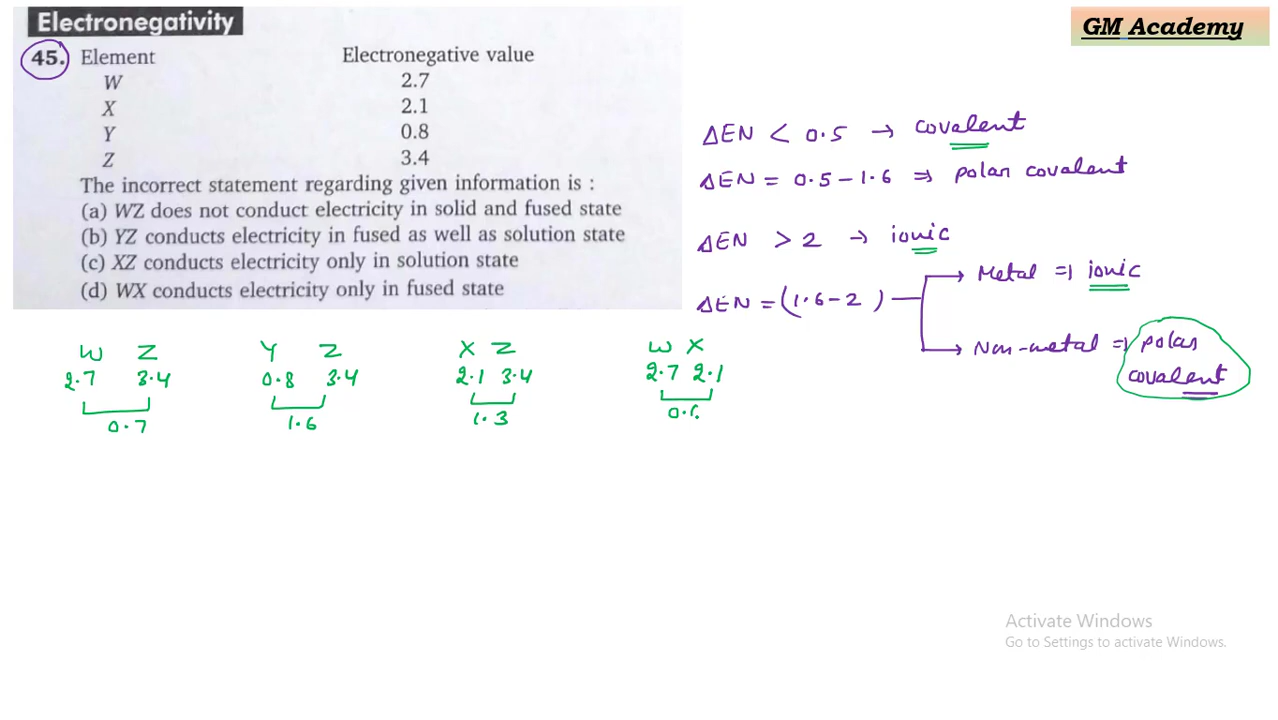 Electronegativity
GM Academy
45. Element Electronegative value
W 2.7
X 2.1
Y 0.8
Z 3.4
The incorrect statement regarding given information is :
(a) WZ does not conduct electricity in solid and fused state
(b) YZ conducts electricity in fused as well as solution state
(c) XZ conducts electricity only in solution state
(d) WX conducts electricity only in fused state
ΔEN < 0.5 → covalent
ΔEN = 0.5 - 1.6 ⇒ polar covalent
ΔEN > 2 → ionic
ΔEN = (1.6 - 2)
Metal ⇒ ionic
Non-metal ⇒ polar
covalent
W Z
2.7 3.4
0.7
Y Z
0.8 3.4
1.6
X Z
2.1 3.4
1.3
W X
2.7 2.1
Activate Windows
Go to Settings to activate Windows.